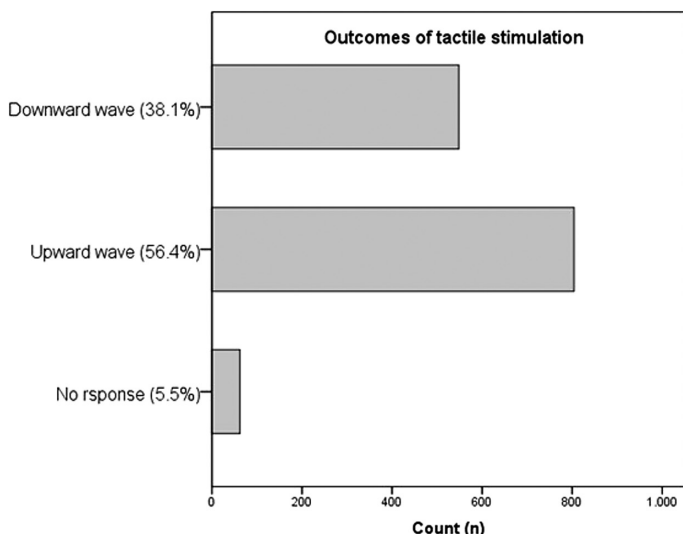 Outcomes of tactile stimulation
Downward wave (38.1%)
Upward wave (56.4%)
No rsponse (5.5%)
0 200 400 600 800 1.000
Count (n)